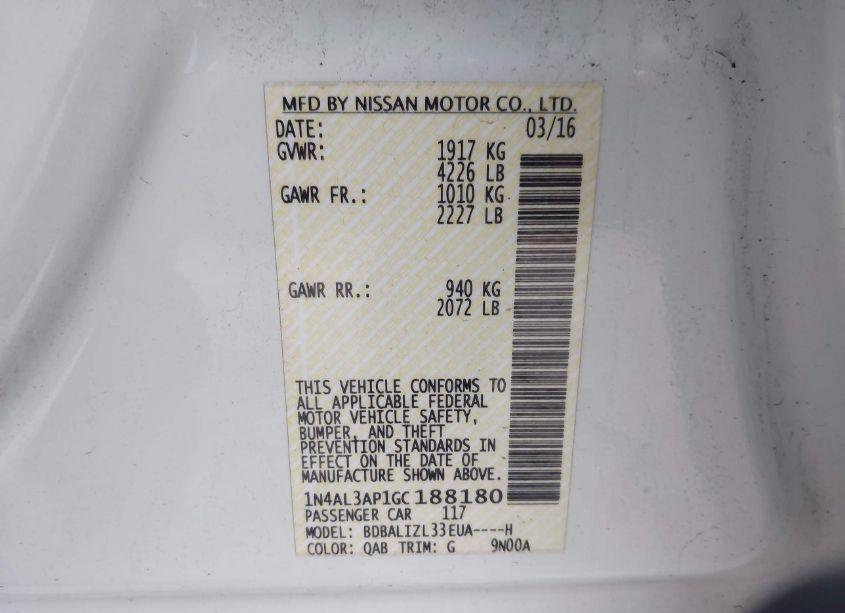 MFD BY NISSAN MOTOR CO., LTD.
DATE: 03/16
GVWR: 1917 KG
4226 LB
GAWR FR.: 1010 KG
2227 LB
GAWR RR.: 940 KG
2072 LB
THIS VEHICLE CONFORMS TO
ALL APPLICABLE FEDERAL
MOTOR VEHICLE SAFETY,
BUMPER, AND THEFT
PREVENTION STANDARDS IN
EFFECT ON THE DATE OF
MANUFACTURE SHOWN ABOVE.
1N4AL3AP1GC188180
PASSENGER CAR 117
MODEL: BDBALIZL33EUA----H
COLOR: QAB TRIM: G 9N00A